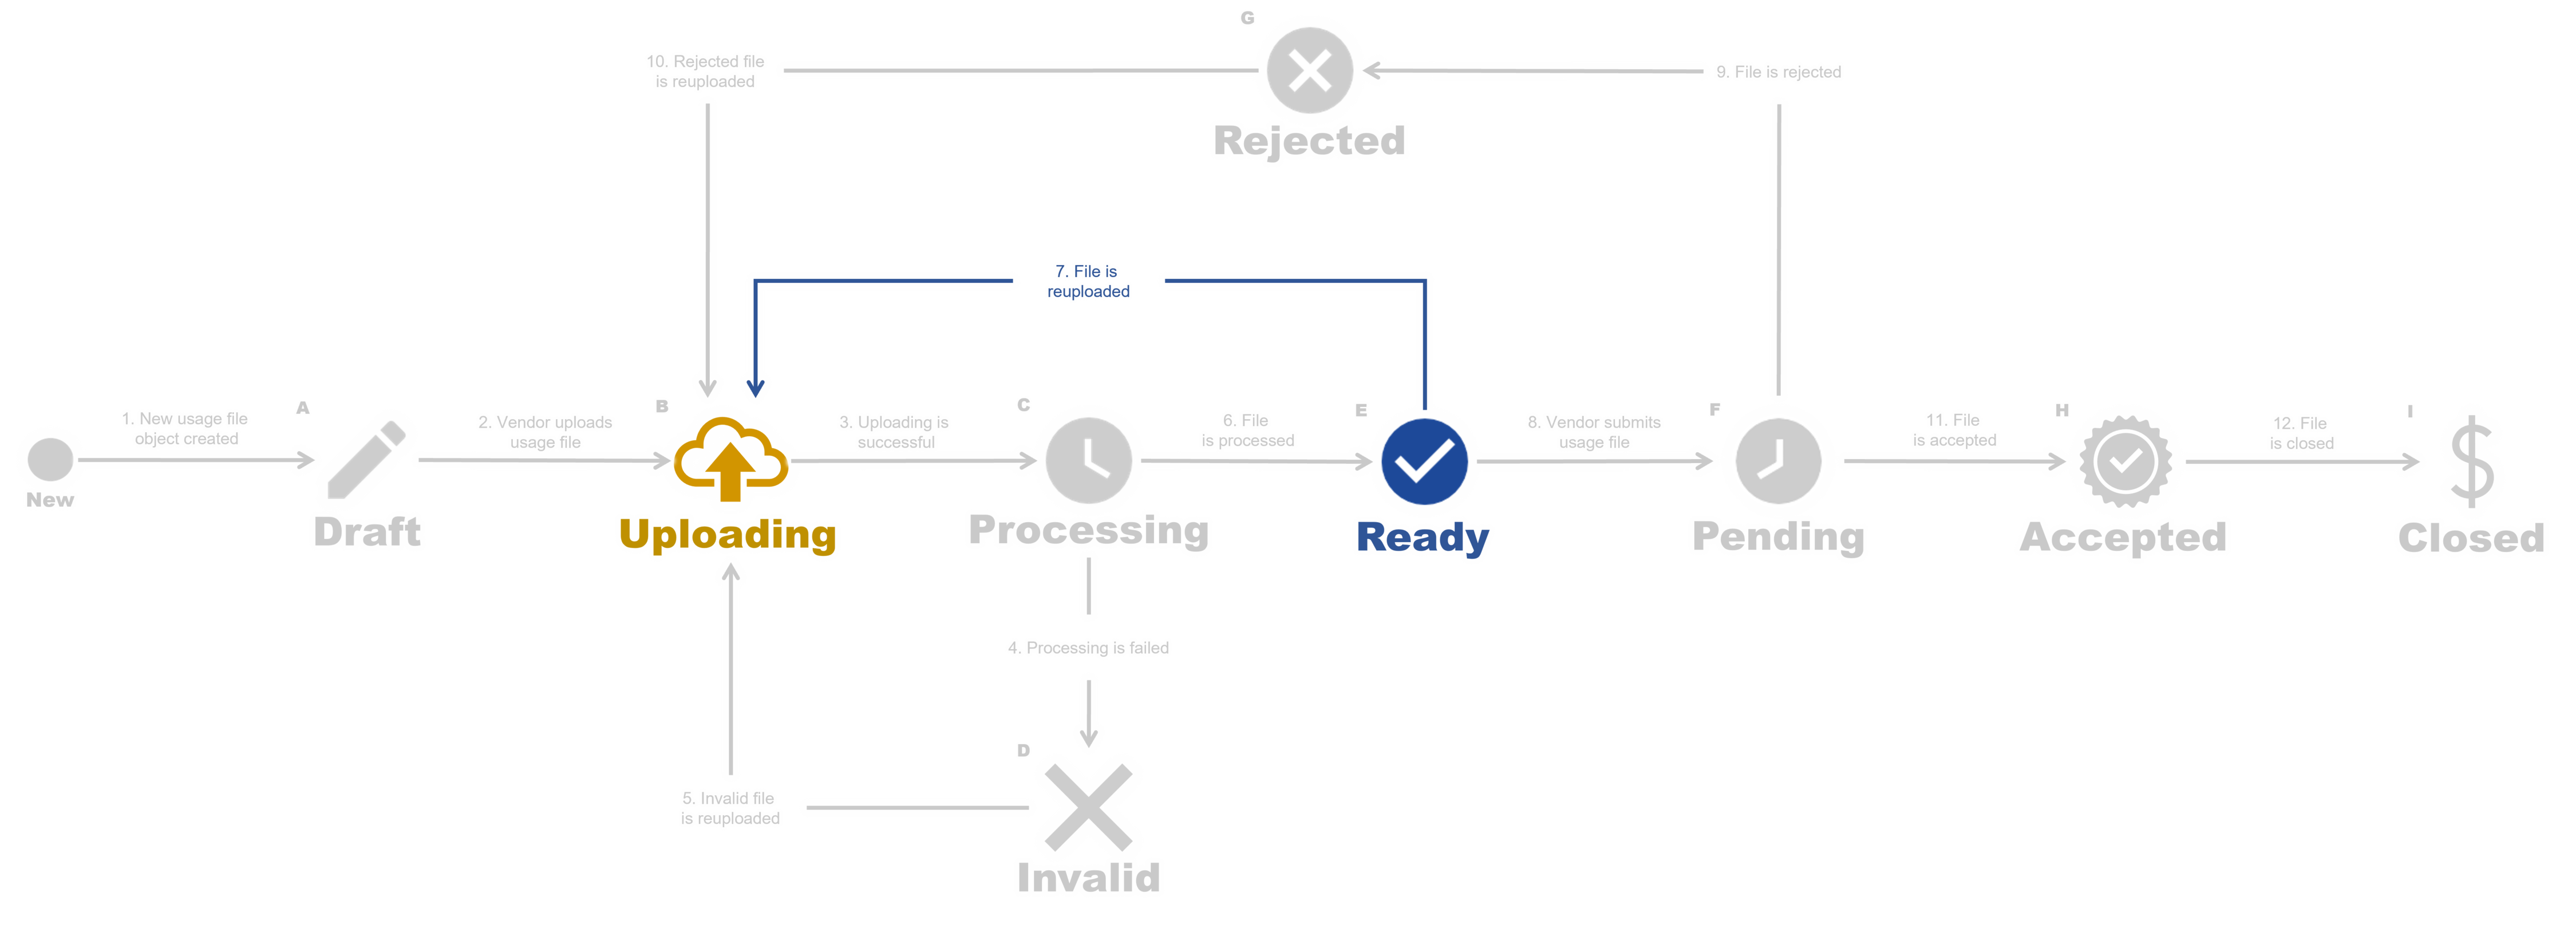 G
10. Rejected file
is reuploaded
9. File is rejected
Rejected
7. File is
reuploaded
A
1. New usage file
object created
B
2. Vendor uploads
usage file
C
3. Uploading is
successful
E
6. File
is processed
F
8. Vendor submits
usage file
H
11. File
is accepted
I
12. File
is closed
New
Draft
Uploading
Processing
Ready
Pending
Accepted
Closed
4. Processing is failed
D
5. Invalid file
is reuploaded
Invalid